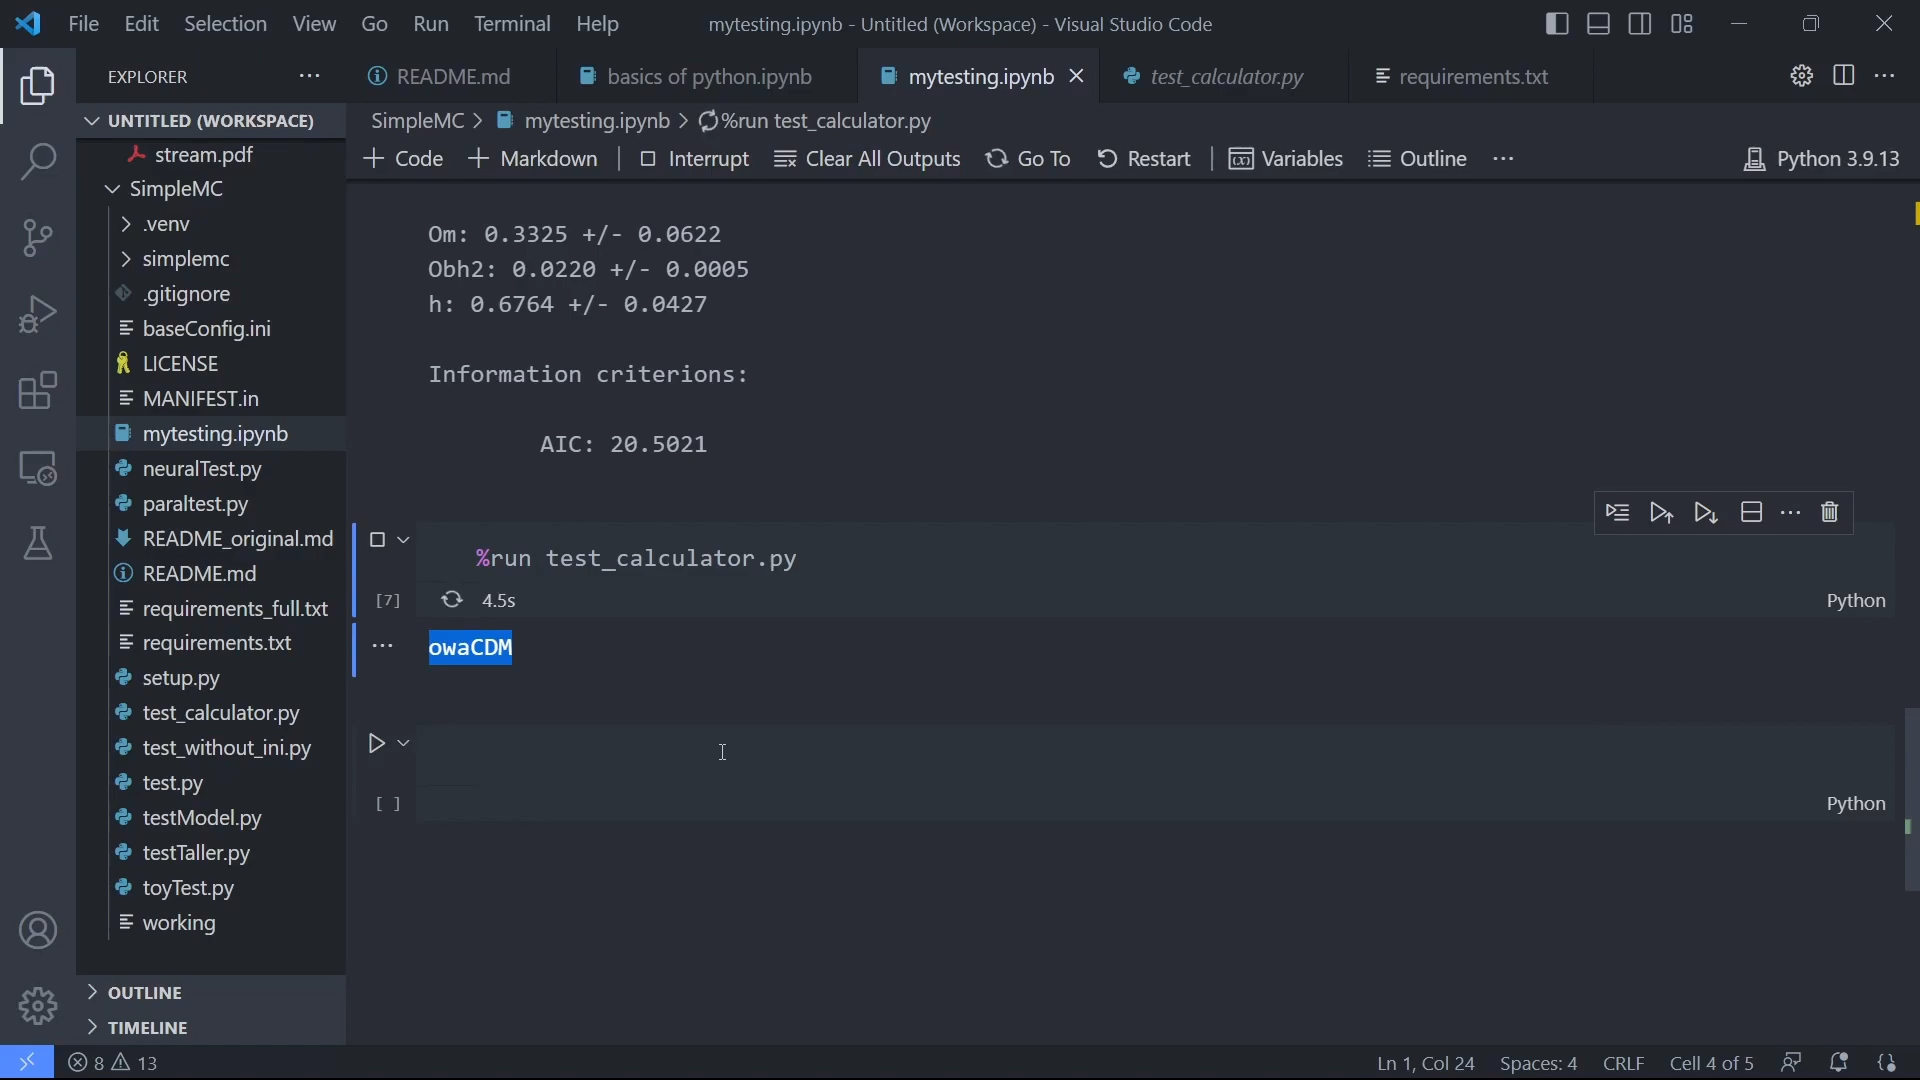 File Edit Selection View Go Run Terminal Help
mytesting.ipynb - Untitled (Workspace) - Visual Studio Code
EXPLORER
README.md
basics of python.ipynb
mytesting.ipynb
test_calculator.py
requirements.txt
UNTITLED (WORKSPACE)
stream.pdf
SimpleMC
.venv
simplemc
.gitignore
baseConfig.ini
LICENSE
MANIFEST.in
mytesting.ipynb
neuralTest.py
paraltest.py
README_original.md
README.md
requirements_full.txt
requirements.txt
setup.py
test_calculator.py
test_without_ini.py
test.py
testModel.py
testTaller.py
toyTest.py
working
OUTLINE
TIMELINE
SimpleMC > mytesting.ipynb > %run test_calculator.py
+ Code + Markdown | Interrupt Clear All Outputs Go To Restart | Variables Outline ...
Python 3.9.13
Om: 0.3325 +/- 0.0622
Obh2: 0.0220 +/- 0.0005
h: 0.6764 +/- 0.0427
Information criterions:
AIC: 20.5021
%run test_calculator.py
[7] 4.5s Python
... owaCDM
[ ] Python
8 13
Ln 1, Col 24 Spaces: 4 CRLF Cell 4 of 5